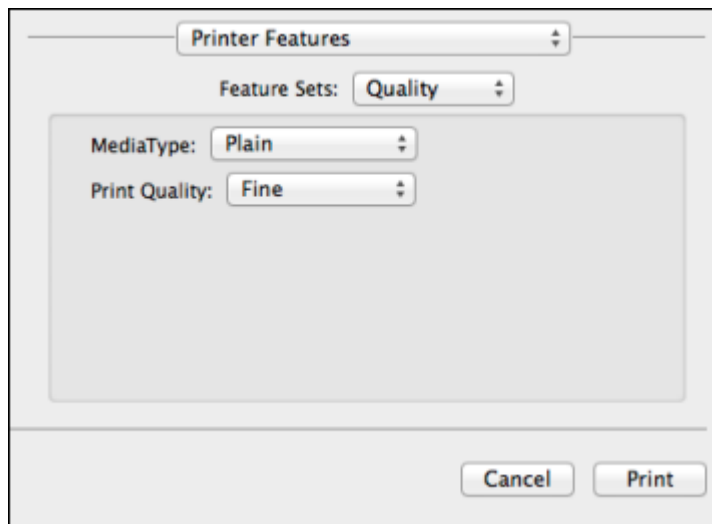 Printer Features
Feature Sets: Quality
MediaType: Plain
Print Quality: Fine
Cancel Print